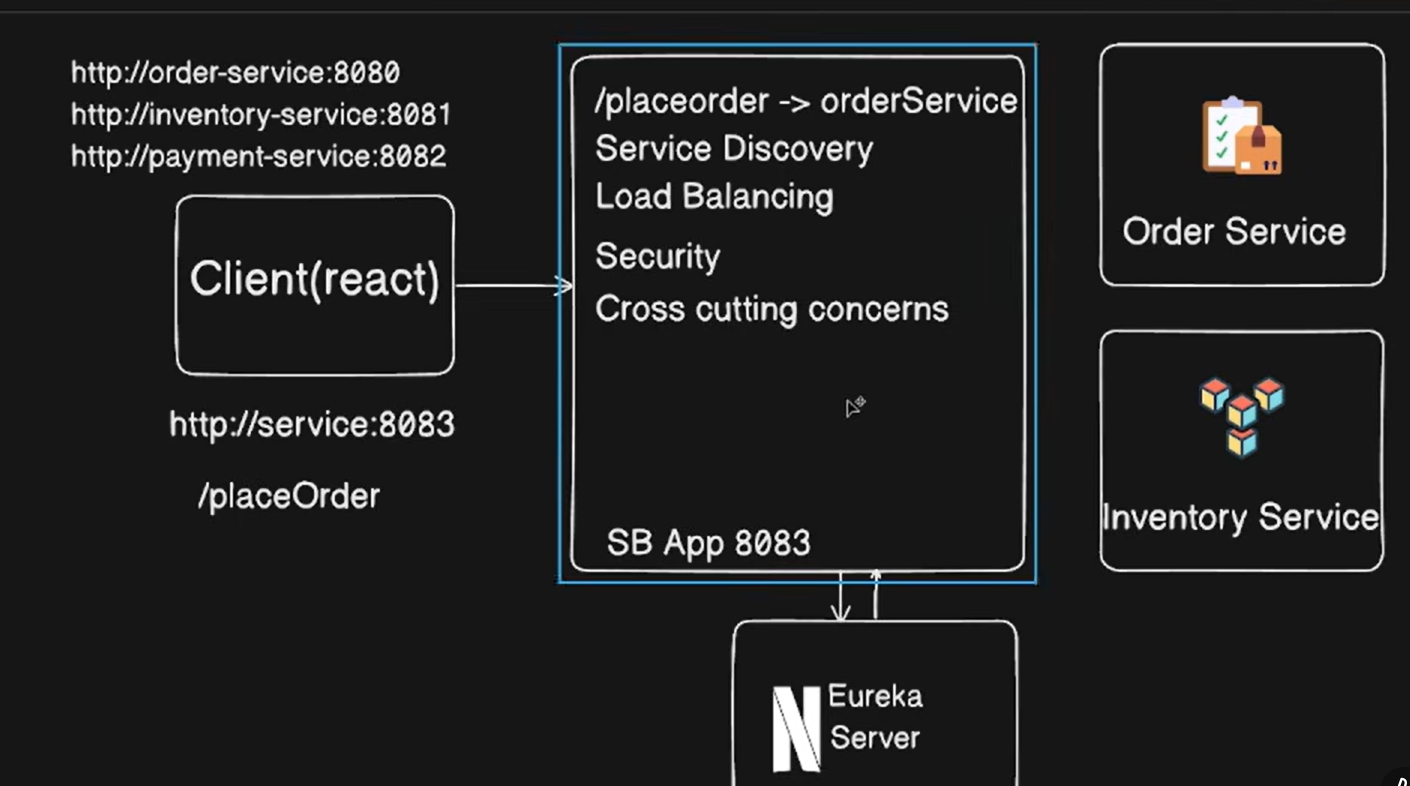 http://order-service:8080
http://inventory-service:8081
http://payment-service:8082
Client(react)
http://service:8083
/placeOrder
/placeorder -> orderService
Service Discovery
Load Balancing
Security
Cross cutting concerns
SB App 8083
Eureka
Server
Order Service
Inventory Service